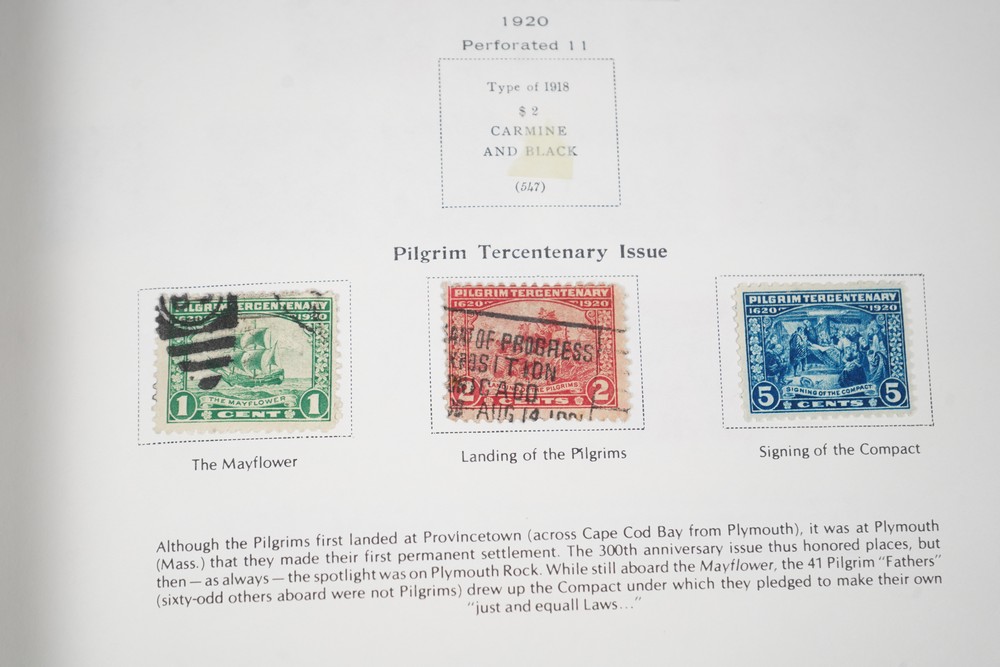 1920
Perforated 11
Type of 1918
$ 2
CARMINE
AND BLACK
(547)
Pilgrim Tercentenary Issue
PILGRIM TERCENTENARY
1620 1920
THE MAYFLOWER
1 CENT 1
PILGRIM TERCENTENARY
1620 1920
OF PROGRESS
2 CENTS 2
AUG 14
PILGRIM TERCENTENARY
1620 1920
SIGNING OF THE COMPACT
5 CENTS 5
The Mayflower
Landing of the Pilgrims
Signing of the Compact
Although the Pilgrims first landed at Provincetown (across Cape Cod Bay from Plymouth), it was at Plymouth
(Mass.) that they made their first permanent settlement. The 300th anniversary issue thus honored places, but
then — as always — the spotlight was on Plymouth Rock. While still aboard the Mayflower, the 41 Pilgrim "Fathers"
(sixty-odd others aboard were not Pilgrims) drew up the Compact under which they pledged to make their own
"just and equall Laws..."